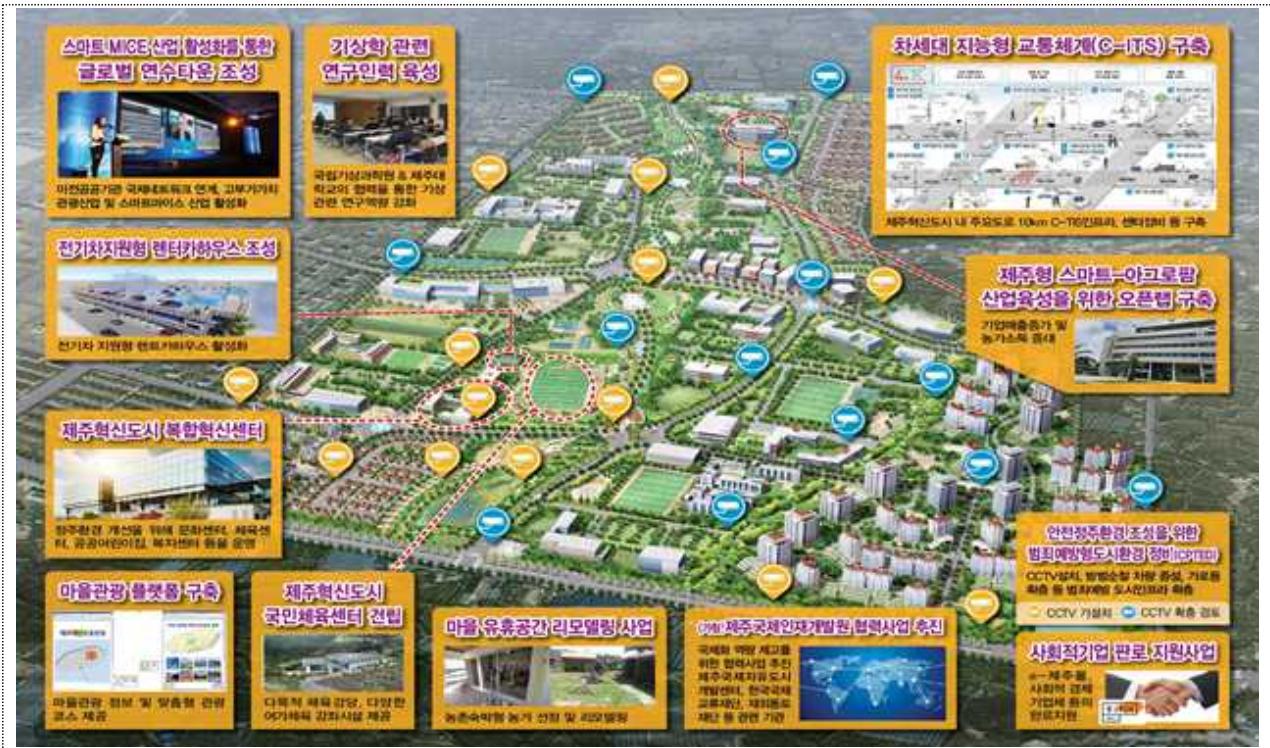 스마트 MICE 산업 활성화를 통한
글로벌 연수타운 조성
이전공공기관 국제네트워크 연계, 고부가가치
관광산업 및 스마트마이스 산업 활성화
기상학 관련
연구인력 육성
국립기상과학원 & 제주대
학교의 협력을 통한 기상
관련 연구역량 강화
차세대 지능형 교통체계(C-ITS) 구축
제주혁신도시 내 주요도로 10km C-ITS인프라, 센터장비 등 구축
전기차지원형 렌터카하우스 조성
전기차 지원형 렌트카하우스 활성화
제주형 스마트-아그로팜
산업육성을 위한 오픈랩 구축
기업매출증가 및
농가소득 증대
제주혁신도시 복합혁신센터
정주환경 개선을 위해 문화센터, 체육센
터, 공공어린이집, 복지센터 등을 운영
안전정주환경 조성을 위한
범죄예방형도시환경 정비(CPTED)
CCTV설치, 방범순찰 차량 증설, 가로등
확충 등 범죄예방 도시인프라 확충
CCTV 기설치
CCTV 확충 검토
마을관광 플랫폼 구축
마을관광 정보 및 맞춤형 관광
코스 제공
제주혁신도시
국민체육센터 건립
다목적 체육강당, 다양한
여가체육 강화시설 제공
마을 유휴공간 리모델링 사업
농촌숙박형 농가 선정 및 리모델링
(가칭)제주국제인재개발원 협력사업 추진
국제화 역량 제고를
위한 협력사업 추진
제주국제자유도시
개발센터, 한국국제
교류재단, 재외동포
재단 등 관련 기관
사회적기업 판로 지원사업
e-제주몰,
사회적 경제
기업체 등의
판로지원